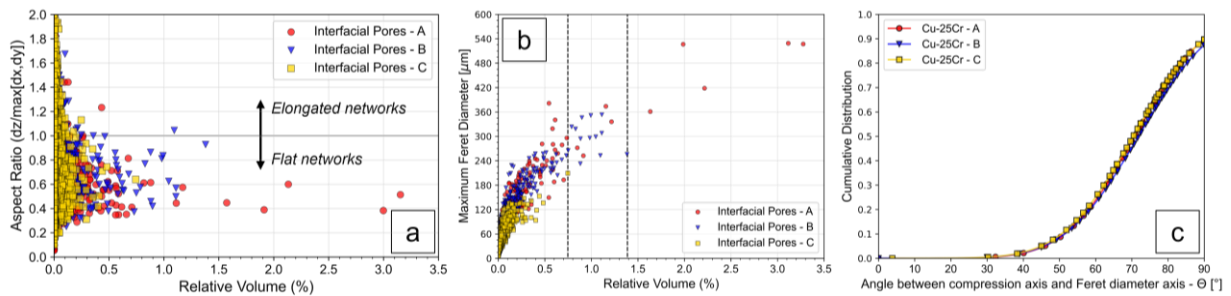 Aspect Ratio (dz/max[dx,dy])
2.0
1.8
1.6
1.4
1.2
1.0
0.8
0.6
0.4
0.2
0.0
Interfacial Pores - A
Interfacial Pores - B
Interfacial Pores - C
Elongated networks
Flat networks
a
0.0 0.5 1.0 1.5 2.0 2.5 3.0 3.5
Relative Volume (%)
Maximum Feret Diameter [μm]
600
540
480
420
360
300
240
180
120
60
0
b
Interfacial Pores - A
Interfacial Pores - B
Interfacial Pores - C
0.0 0.5 1.0 1.5 2.0 2.5 3.0 3.5
Relative Volume (%)
Cumulative Distribution
1.0
0.9
0.8
0.7
0.6
0.5
0.4
0.3
0.2
0.1
0.0
Cu-25Cr - A
Cu-25Cr - B
Cu-25Cr - C
c
0 10 20 30 40 50 60 70 80 90
Angle between compression axis and Feret diameter axis - Θ [°]